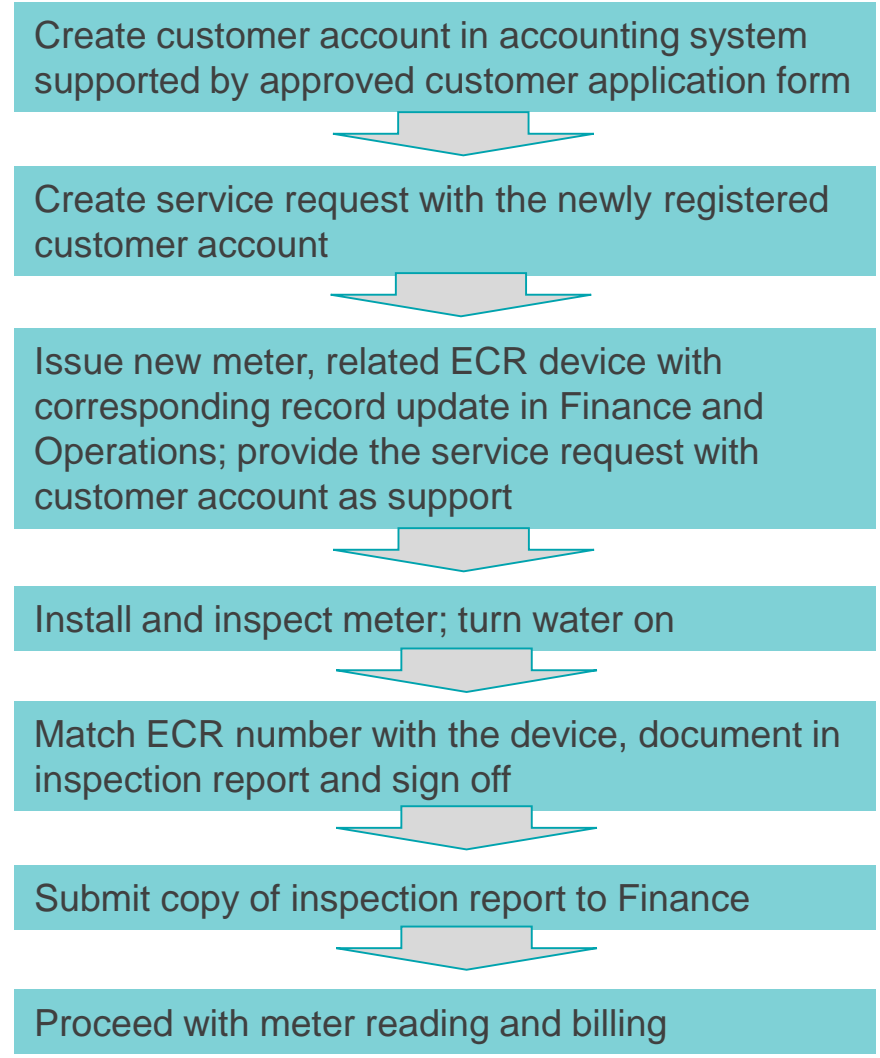 Create customer account in accounting system
supported by approved customer application form
Create service request with the newly registered
customer account
Issue new meter, related ECR device with
corresponding record update in Finance and
Operations; provide the service request with
customer account as support
Install and inspect meter; turn water on
Match ECR number with the device, document in
inspection report and sign off
Submit copy of inspection report to Finance
Proceed with meter reading and billing